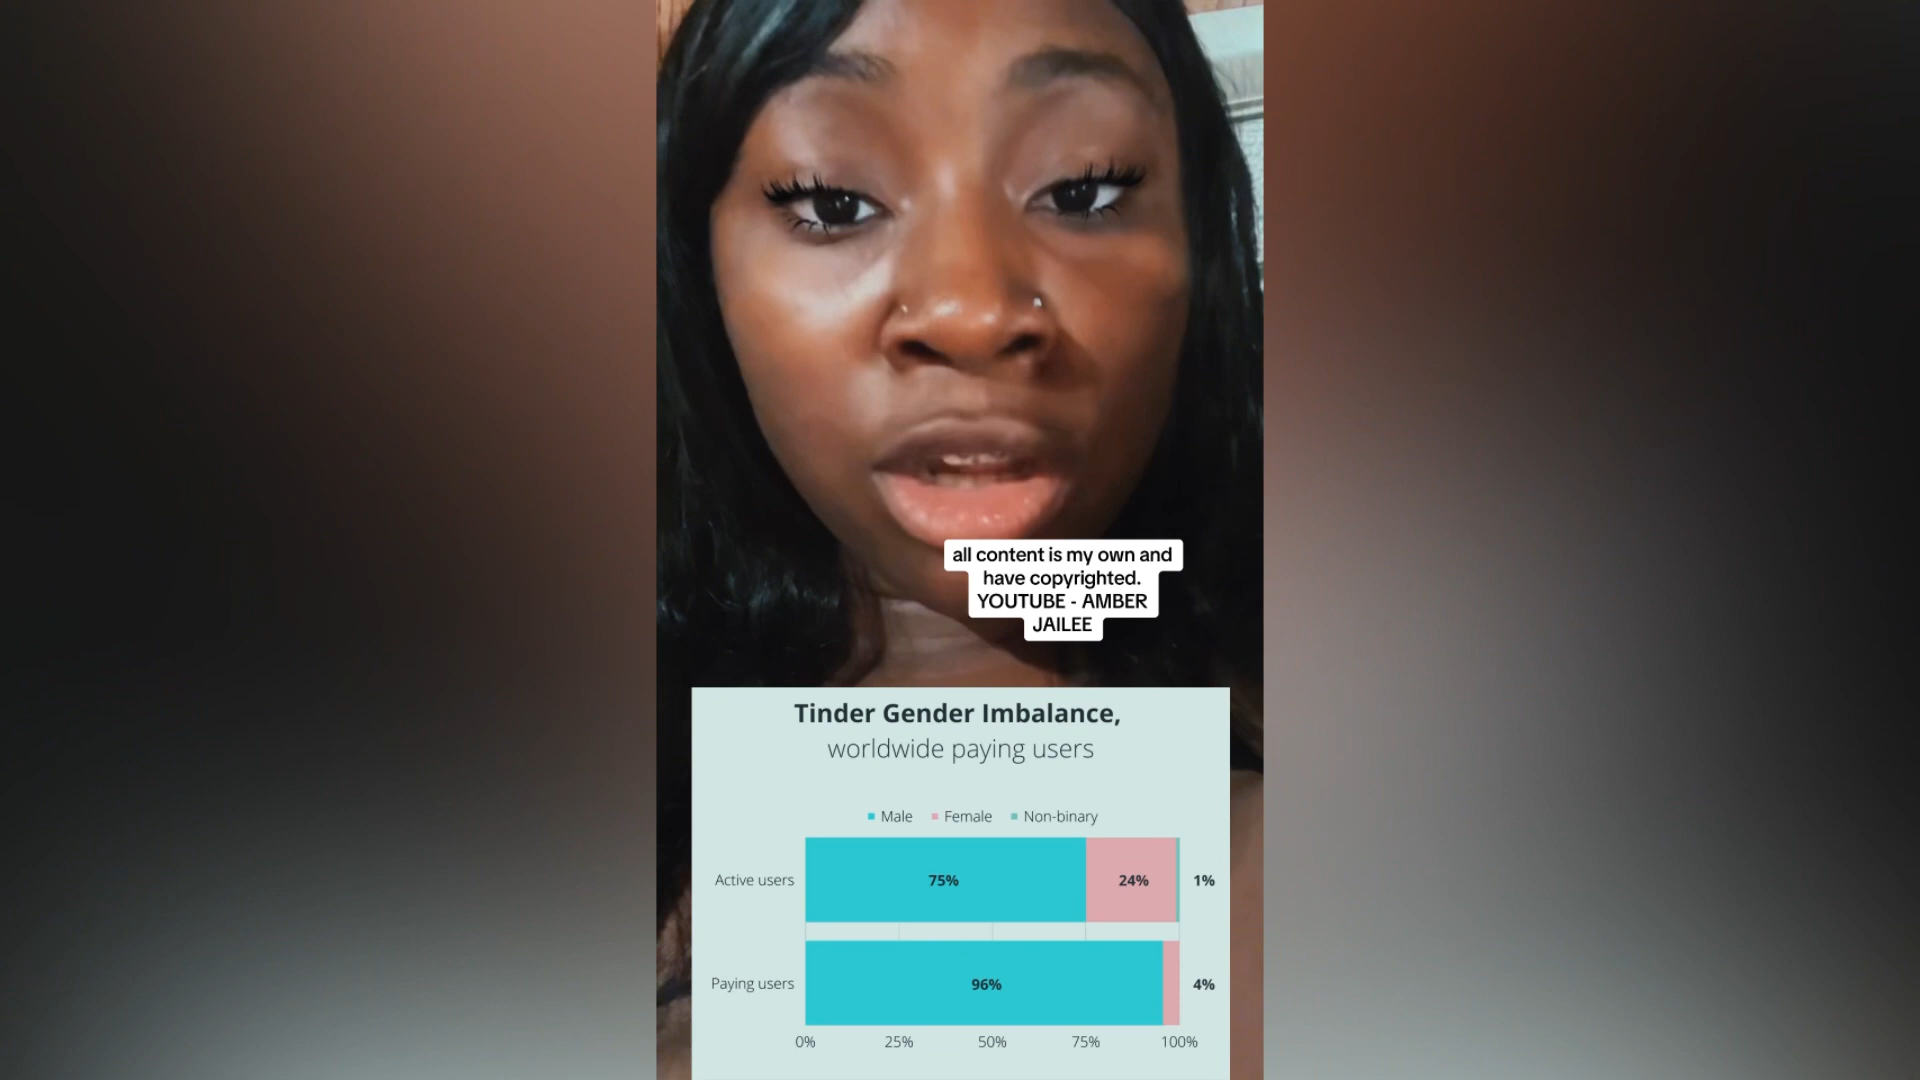 all content is my own and
have copyrighted.
YOUTUBE - AMBER
JAILEE
Tinder Gender Imbalance,
worldwide paying users
Male Female Non-binary
Active users 75% 24% 1%
Paying users 96% 4%
0% 25% 50% 75% 100%